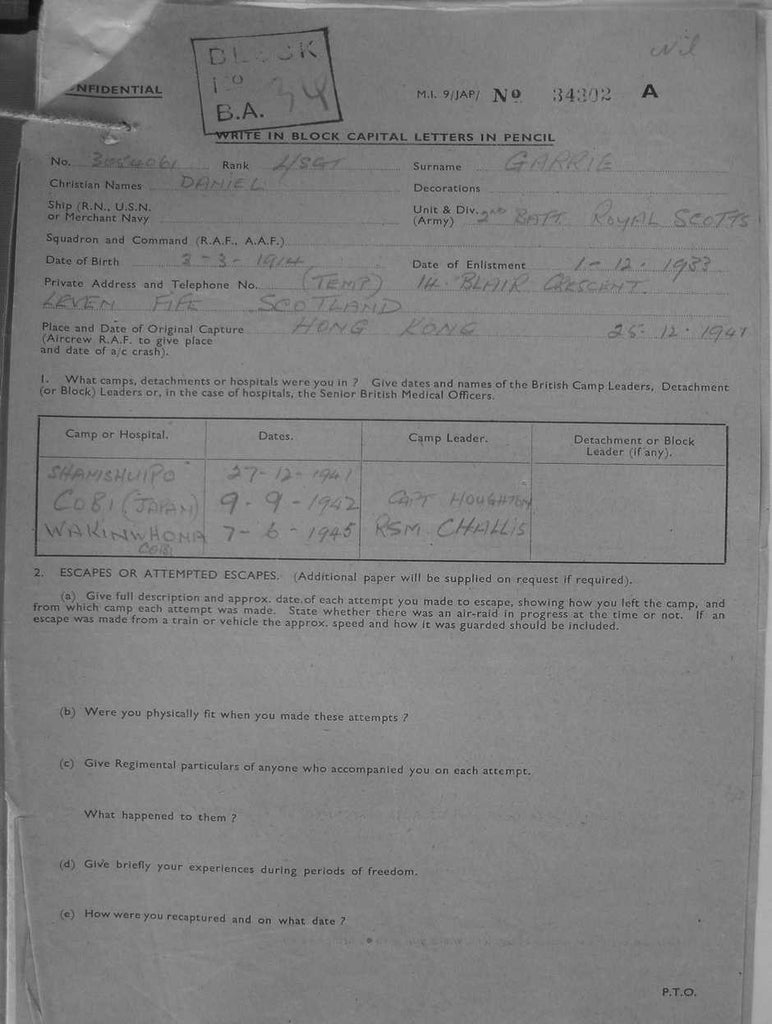 Nil
BLOCK
No 34
B.A.
NFIDENTIAL
M.I. 9/JAP/ No 34302 A
WRITE IN BLOCK CAPITAL LETTERS IN PENCIL
No. 3054061 Rank L/SGT Surname GARRIE
Christian Names DANIEL Decorations
Ship (R.N., U.S.N. or Merchant Navy
Unit & Div. (Army) 2nd BATT ROYAL SCOTTS
Squadron and Command (R.A.F., A.A.F.)
Date of Birth 3-3-1914 Date of Enlistment 1-12-1933
Private Address and Telephone No. (TEMP) 14 BLAIR CRESCENT
LEVEN FIFE SCOTLAND
Place and Date of Original Capture HONG KONG 25-12-1941
(Aircrew R.A.F. to give place
and date of a/c crash).
1. What camps, detachments or hospitals were you in ? Give dates and names of the British Camp Leaders, Detachment
(or Block) Leaders or, in the case of hospitals, the Senior British Medical Officers.
Camp or Hospital. Dates. Camp Leader. Detachment or Block
Leader (if any).
SHAMSHUIPO 27-12-1941
COBI (JAPAN) 9-9-1942 CAPT HOUGHTON
WAKINWHOMA 7-6-1945 RSM CHALLIS
COBI
2. ESCAPES OR ATTEMPTED ESCAPES. (Additional paper will be supplied on request if required).
(a) Give full description and approx. date of each attempt you made to escape, showing how you left the camp, and
from which camp each attempt was made. State whether there was an air-raid in progress at the time or not. If an
escape was made from a train or vehicle the approx. speed and how it was guarded should be included.
(b) Were you physically fit when you made these attempts ?
(c) Give Regimental particulars of anyone who accompanied you on each attempt.
What happened to them ?
(d) Give briefly your experiences during periods of freedom.
(e) How were you recaptured and on what date ?
P.T.O.